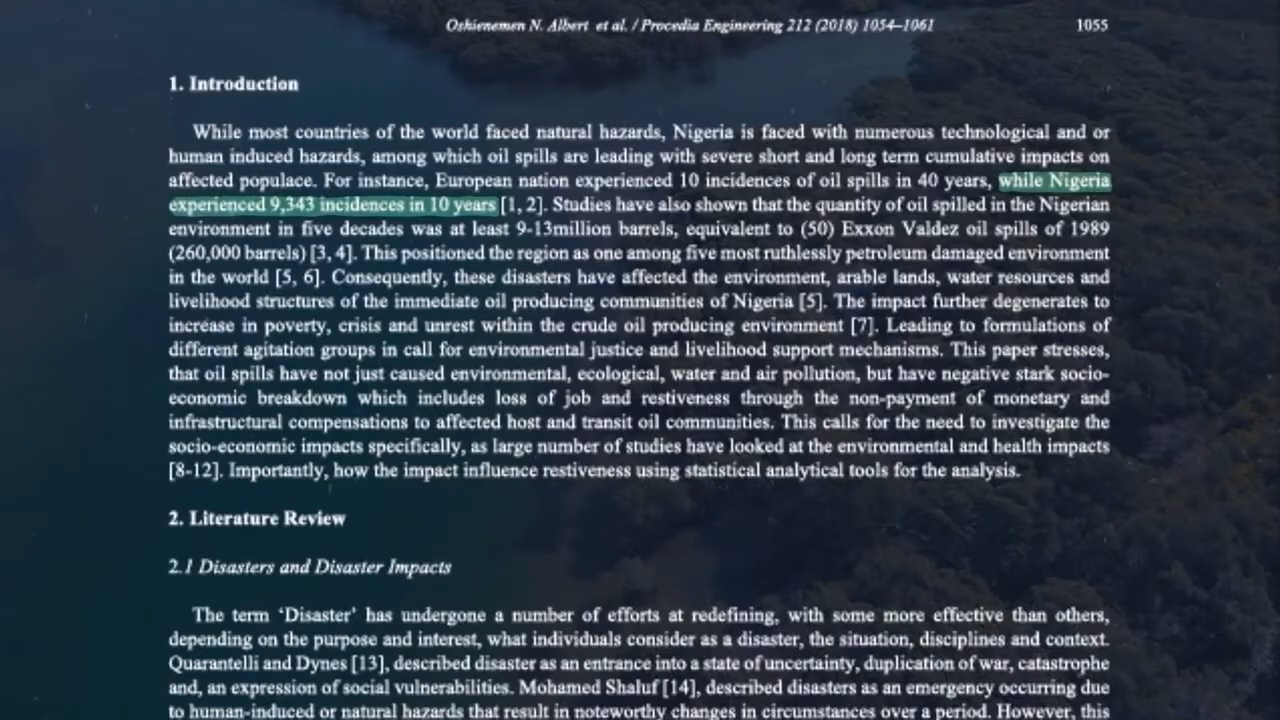 Oshienemen N. Albert et al. / Procedia Engineering 212 (2018) 1054–1061 1055
1. Introduction
While most countries of the world faced natural hazards, Nigeria is faced with numerous technological and or
human induced hazards, among which oil spills are leading with severe short and long term cumulative impacts on
affected populace. For instance, European nation experienced 10 incidences of oil spills in 40 years, while Nigeria
experienced 9,343 incidences in 10 years [1, 2]. Studies have also shown that the quantity of oil spilled in the Nigerian
environment in five decades was at least 9-13million barrels, equivalent to (50) Exxon Valdez oil spills of 1989
(260,000 barrels) [3, 4]. This positioned the region as one among five most ruthlessly petroleum damaged environment
in the world [5, 6]. Consequently, these disasters have affected the environment, arable lands, water resources and
livelihood structures of the immediate oil producing communities of Nigeria [5]. The impact further degenerates to
increase in poverty, crisis and unrest within the crude oil producing environment [7]. Leading to formulations of
different agitation groups in call for environmental justice and livelihood support mechanisms. This paper stresses,
that oil spills have not just caused environmental, ecological, water and air pollution, but have negative stark socio-
economic breakdown which includes loss of job and restiveness through the non-payment of monetary and
infrastructural compensations to affected host and transit oil communities. This calls for the need to investigate the
socio-economic impacts specifically, as large number of studies have looked at the environmental and health impacts
[8-12]. Importantly, how the impact influence restiveness using statistical analytical tools for the analysis.
2. Literature Review
2.1 Disasters and Disaster Impacts
The term ‘Disaster’ has undergone a number of efforts at redefining, with some more effective than others,
depending on the purpose and interest, what individuals consider as a disaster, the situation, disciplines and context.
Quarantelli and Dynes [13], described disaster as an entrance into a state of uncertainty, duplication of war, catastrophe
and, an expression of social vulnerabilities. Mohamed Shaluf [14], described disasters as an emergency occurring due
to human-induced or natural hazards that result in noteworthy changes in circumstances over a period. However, this